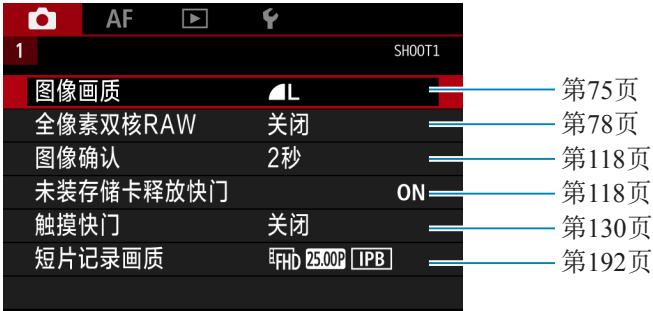 AF
1 SHOOT1
图像画质 L 第75页
全像素双核RAW 关闭 第78页
图像确认 2秒 第118页
未装存储卡释放快门 ON 第118页
触摸快门 关闭 第130页
短片记录画质 EFHD 25.00P IPB 第192页